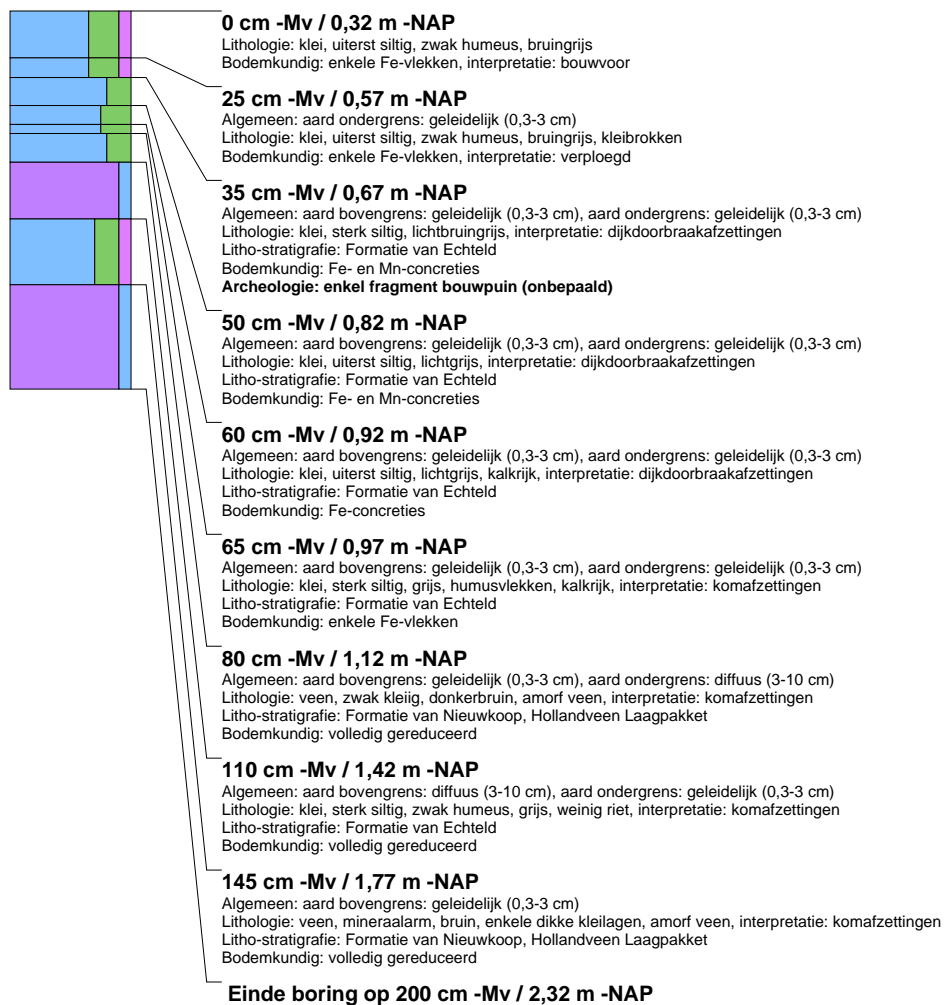 0 cm -Mv / 0,32 m -NAP
Lithologie: klei, uiterst siltig, zwak humeus, bruingrijs
Bodemkundig: enkele Fe-vlekken, interpretatie: bouwvoor
25 cm -Mv / 0,57 m -NAP
Algemeen: aard ondergrens: geleidelijk (0,3-3 cm)
Lithologie: klei, uiterst siltig, zwak humeus, bruingrijs, kleibrokken
Bodemkundig: enkele Fe-vlekken, interpretatie: verploegd
35 cm -Mv / 0,67 m -NAP
Algemeen: aard bovengrens: geleidelijk (0,3-3 cm), aard ondergrens: geleidelijk (0,3-3 cm)
Lithologie: klei, sterk siltig, lichtbruingrijs, interpretatie: dijkdoorbraakafzettingen
Litho-stratigrafie: Formatie van Echteld
Bodemkundig: Fe- en Mn-concreties
Archeologie: enkel fragment bouwpuin (onbepaald)
50 cm -Mv / 0,82 m -NAP
Algemeen: aard bovengrens: geleidelijk (0,3-3 cm), aard ondergrens: geleidelijk (0,3-3 cm)
Lithologie: klei, uiterst siltig, lichtgrijs, interpretatie: dijkdoorbraakafzettingen
Litho-stratigrafie: Formatie van Echteld
Bodemkundig: Fe- en Mn-concreties
60 cm -Mv / 0,92 m -NAP
Algemeen: aard bovengrens: geleidelijk (0,3-3 cm), aard ondergrens: geleidelijk (0,3-3 cm)
Lithologie: klei, uiterst siltig, lichtgrijs, kalkrijk, interpretatie: dijkdoorbraakafzettingen
Litho-stratigrafie: Formatie van Echteld
Bodemkundig: Fe-concreties
65 cm -Mv / 0,97 m -NAP
Algemeen: aard bovengrens: geleidelijk (0,3-3 cm), aard ondergrens: geleidelijk (0,3-3 cm)
Lithologie: klei, sterk siltig, grijs, humusvlekken, kalkrijk, interpretatie: komafzettingen
Litho-stratigrafie: Formatie van Echteld
Bodemkundig: enkele Fe-vlekken
80 cm -Mv / 1,12 m -NAP
Algemeen: aard bovengrens: geleidelijk (0,3-3 cm), aard ondergrens: diffuus (3-10 cm)
Lithologie: veen, zwak kleiig, donkerbruin, amorf veen, interpretatie: komafzettingen
Litho-stratigrafie: Formatie van Nieuwkoop, Hollandveen Laagpakket
Bodemkundig: volledig gereduceerd
110 cm -Mv / 1,42 m -NAP
Algemeen: aard bovengrens: diffuus (3-10 cm), aard ondergrens: geleidelijk (0,3-3 cm)
Lithologie: klei, sterk siltig, zwak humeus, grijs, weinig riet, interpretatie: komafzettingen
Litho-stratigrafie: Formatie van Echteld
Bodemkundig: volledig gereduceerd
145 cm -Mv / 1,77 m -NAP
Algemeen: aard bovengrens: geleidelijk (0,3-3 cm)
Lithologie: veen, mineraalarm, bruin, enkele dikke kleilagen, amorf veen, interpretatie: komafzettingen
Litho-stratigrafie: Formatie van Nieuwkoop, Hollandveen Laagpakket
Bodemkundig: volledig gereduceerd
Einde boring op 200 cm -Mv / 2,32 m -NAP